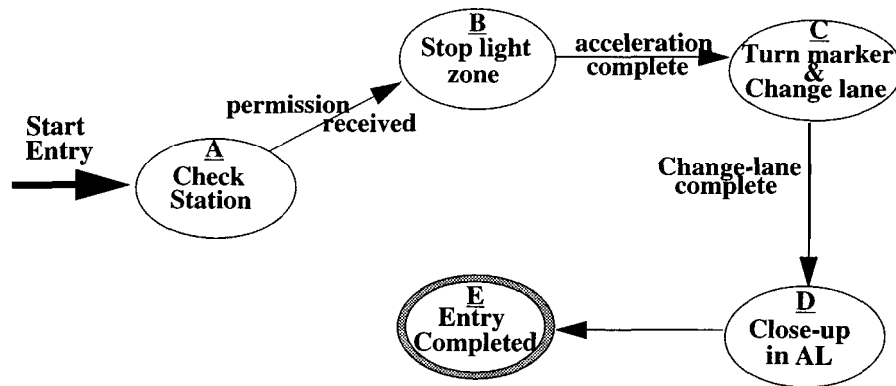 Start
Entry
A
Check
Station
permission
received
B
Stop light
zone
acceleration
complete
C
Turn marker
&
Change lane
Change-lane
complete
D
Close-up
in AL
E
Entry
Completed